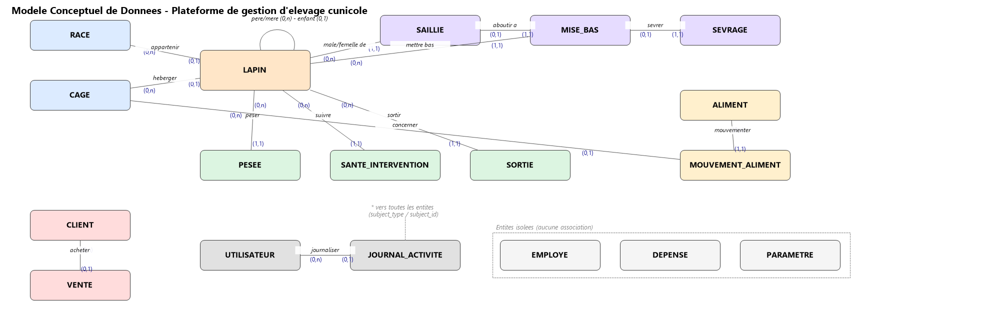 Modele Conceptuel de Donnees - Plateforme de gestion d'elevage cunicole
pere/mere (0,n) - enfant (0,1)
RACE
SAILLIE
aboutir a
(0,1)
(1,1)
MISE_BAS
sevrer
(0,1)
(1,1)
SEVRAGE
appartenir
(0,n)
(0,1)
male/femelle de
(1,1)
(0,n)
mettre bas
(1,1)
(0,n)
LAPIN
heberger
(0,n)
(0,1)
CAGE
ALIMENT
(0,n)
(0,n)
(0,n)
(0,n)
peser
suivre
sortir
concerner
mouvementer
(1,1)
(1,1)
(1,1)
(0,1)
(1,1)
PESEE
SANTE_INTERVENTION
SORTIE
MOUVEMENT_ALIMENT
* vers toutes les entites
(subject_type / subject_id)
CLIENT
Entites isolees (aucune association)
acheter
(0,1)
VENTE
UTILISATEUR
journaliser
(0,n)
(0,1)
JOURNAL_ACTIVITE
EMPLOYE
DEPENSE
PARAMETRE